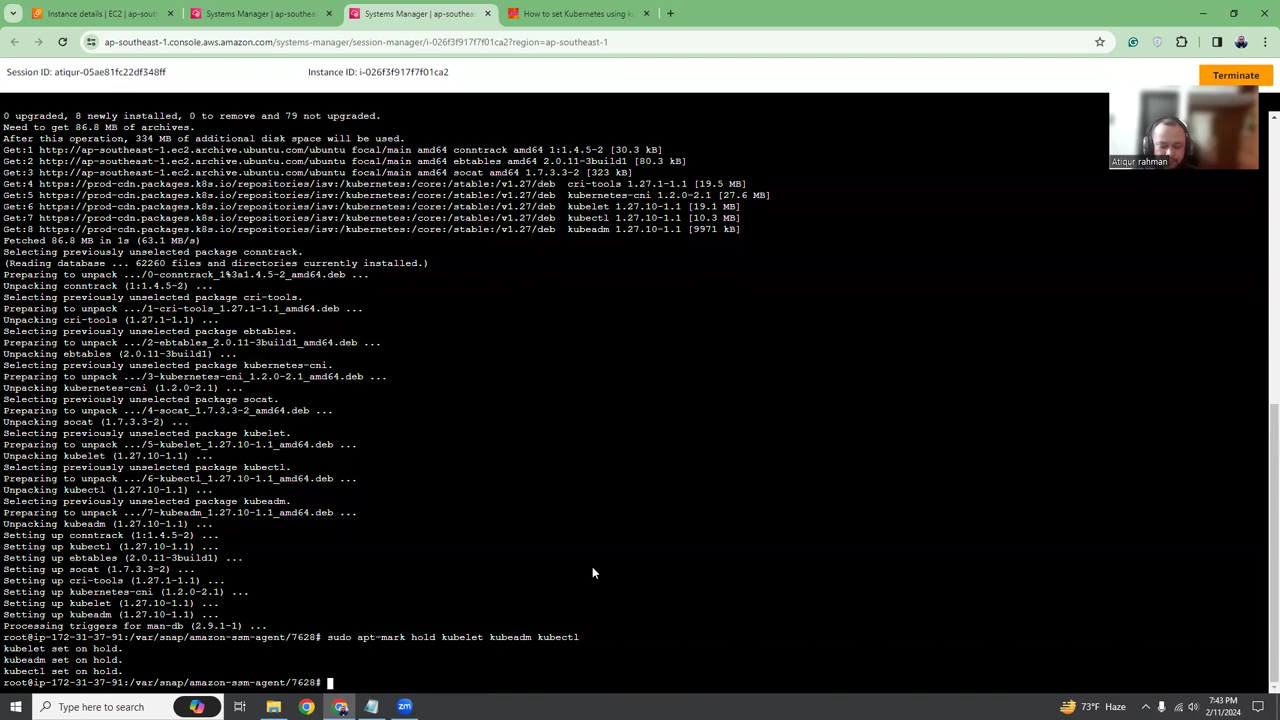 Instance details | EC2 | ap-sout
Systems Manager | ap-southeas
Systems Manager | ap-southeas
How to set Kubernetes using ku
ap-southeast-1.console.aws.amazon.com/systems-manager/session-manager/i-026f3f917f7f01ca2?region=ap-southeast-1
Session ID: atiqur-05ae81fc22df348ff
Instance ID: i-026f3f917f7f01ca2
Terminate
0 upgraded, 8 newly installed, 0 to remove and 79 not upgraded.
Need to get 86.8 MB of archives.
After this operation, 334 MB of additional disk space will be used.
Get:1 http://ap-southeast-1.ec2.archive.ubuntu.com/ubuntu focal/main amd64 conntrack amd64 1:1.4.5-2 [30.3 kB]
Get:2 http://ap-southeast-1.ec2.archive.ubuntu.com/ubuntu focal/main amd64 ebtables amd64 2.0.11-3build1 [80.3 kB]
Get:3 http://ap-southeast-1.ec2.archive.ubuntu.com/ubuntu focal/main amd64 socat amd64 1.7.3.3-2 [323 kB]
Get:4 https://prod-cdn.packages.k8s.io/repositories/isv:/kubernetes:/core:/stable:/v1.27/deb  cri-tools 1.27.1-1.1 [19.5 MB]
Get:5 https://prod-cdn.packages.k8s.io/repositories/isv:/kubernetes:/core:/stable:/v1.27/deb  kubernetes-cni 1.2.0-2.1 [27.6 MB]
Get:6 https://prod-cdn.packages.k8s.io/repositories/isv:/kubernetes:/core:/stable:/v1.27/deb  kubelet 1.27.10-1.1 [19.1 MB]
Get:7 https://prod-cdn.packages.k8s.io/repositories/isv:/kubernetes:/core:/stable:/v1.27/deb  kubectl 1.27.10-1.1 [10.3 MB]
Get:8 https://prod-cdn.packages.k8s.io/repositories/isv:/kubernetes:/core:/stable:/v1.27/deb  kubeadm 1.27.10-1.1 [9971 kB]
Fetched 86.8 MB in 1s (63.1 MB/s)
Selecting previously unselected package conntrack.
(Reading database ... 62260 files and directories currently installed.)
Preparing to unpack .../0-conntrack_1%3a1.4.5-2_amd64.deb ...
Unpacking conntrack (1:1.4.5-2) ...
Selecting previously unselected package cri-tools.
Preparing to unpack .../1-cri-tools_1.27.1-1.1_amd64.deb ...
Unpacking cri-tools (1.27.1-1.1) ...
Selecting previously unselected package ebtables.
Preparing to unpack .../2-ebtables_2.0.11-3build1_amd64.deb ...
Unpacking ebtables (2.0.11-3build1) ...
Selecting previously unselected package kubernetes-cni.
Preparing to unpack .../3-kubernetes-cni_1.2.0-2.1_amd64.deb ...
Unpacking kubernetes-cni (1.2.0-2.1) ...
Selecting previously unselected package socat.
Preparing to unpack .../4-socat_1.7.3.3-2_amd64.deb ...
Unpacking socat (1.7.3.3-2) ...
Selecting previously unselected package kubelet.
Preparing to unpack .../5-kubelet_1.27.10-1.1_amd64.deb ...
Unpacking kubelet (1.27.10-1.1) ...
Selecting previously unselected package kubectl.
Preparing to unpack .../6-kubectl_1.27.10-1.1_amd64.deb ...
Unpacking kubectl (1.27.10-1.1) ...
Selecting previously unselected package kubeadm.
Preparing to unpack .../7-kubeadm_1.27.10-1.1_amd64.deb ...
Unpacking kubeadm (1.27.10-1.1) ...
Setting up conntrack (1:1.4.5-2) ...
Setting up kubectl (1.27.10-1.1) ...
Setting up ebtables (2.0.11-3build1) ...
Setting up socat (1.7.3.3-2) ...
Setting up cri-tools (1.27.1-1.1) ...
Setting up kubernetes-cni (1.2.0-2.1) ...
Setting up kubelet (1.27.10-1.1) ...
Setting up kubeadm (1.27.10-1.1) ...
Processing triggers for man-db (2.9.1-1) ...
root@ip-172-31-37-91:/var/snap/amazon-ssm-agent/7628# sudo apt-mark hold kubelet kubeadm kubectl
kubelet set on hold.
kubeadm set on hold.
kubectl set on hold.
root@ip-172-31-37-91:/var/snap/amazon-ssm-agent/7628#
Atiqur rahman
Type here to search
zm
73°F Haze
7:43 PM
2/11/2024